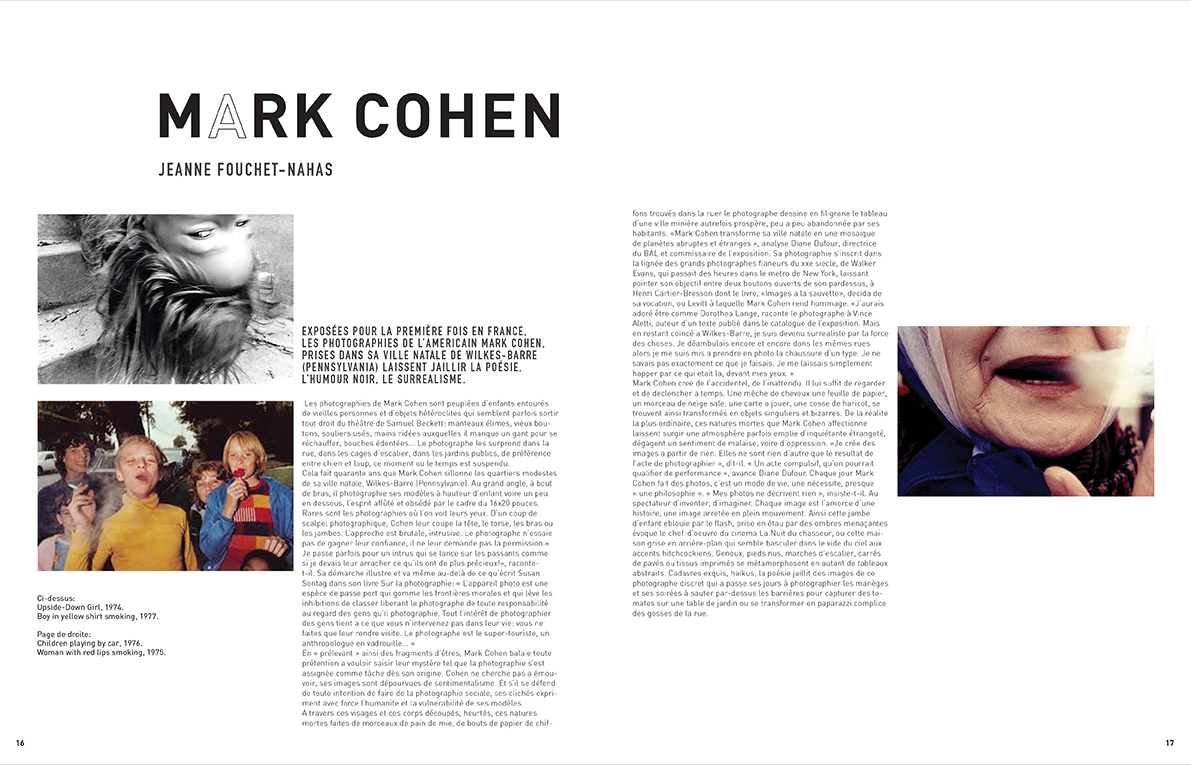 MARK COHEN
JEANNE FOUCHET-NAHAS
EXPOSÉES POUR LA PREMIÈRE FOIS EN FRANCE,
LES PHOTOGRAPHIES DE L'AMERICAIN MARK COHEN,
PRISES DANS SA VILLE NATALE DE WILKES-BARRE
(PENNSYLVANIA) LAISSENT JAILLIR LA POÉSIE,
L'HUMOUR NOIR, LE SURREALISME.
Les photographies de Mark Cohen sont peuplées d'enfants entourés
de vieilles personnes et d'objets hétéroclites qui semblent parfois sortir
tout droit du théâtre de Samuel Beckett: manteaux élimes, vieux bou-
tons, souliers usés, mains ridées auxquelles il manque un gant pour se
réchauffer, bouches édentées... Le photographe les surprend dans la
rue, dans les cages d'escalier, dans les jardins publics, de préférence
entre chien et loup, ce moment ou le temps est suspendu.
Cela fait quarante ans que Mark Cohen sillonne les quartiers modestes
de sa ville natale, Wilkes-Barre (Pennsylvanie). Au grand angle, à bout
de bras, il photographie ses modèles à hauteur d'enfant voire un peu
en dessous, l'esprit affûté et obsédé par le cadre du 16x20 pouces.
Rares sont les photographies où l'on voit leurs yeux. D'un coup de
scalpel photographique, Cohen leur coupe la tête, le torse, les bras ou
les jambes. L'approche est brutale, intrusive. Le photographe n'essaie
pas de gagner leur confiance, il ne leur demande pas la permission.«
Je passe parfois pour un intrus qui se lance sur les passants comme
si je devais leur arracher ce qu'ils ont de plus précieux!», raconte-
t-il. Sa démarche illustre et va même au-delà de ce qu'écrit Susan
Sontag dans son livre Sur la photographie: « L'appareil photo est une
espèce de passe port qui gomme les frontières morales et qui lève les
inhibitions de classer liberant le photographe de toute responsabilité
au regard des gens qu'il photographie. Tout l'intérêt de photographier
des gens tient a ce que vous n'intervenez pas dans leur vie: vous ne
faites que leur rendre visite. Le photographe est le super-touriste, un
anthropologue en vadrouille... »
En « prélevant » ainsi des fragments d'êtres, Mark Cohen balaie toute
prétention a vouloir saisir leur mystère tel que la photographie s'est
assignée comme tâche dès son origine. Cohen ne cherche pas a émou-
voir, ses images sont dépourvues de sentimentalisme. Et s'il se défend
de toute intention de faire de la photographie sociale, ses clichés expri-
ment avec force l'humanite et la vulnerabilité de ses modèles.
A travers ces visages et ces corps découpés, heurtés, ces natures
mortes faites de morceaux de pain de mie, de bouts de papier de chif-
Ci-dessus:
Upside-Down Girl, 1974.
Boy in yellow shirt smoking, 1977.
Page de droite:
Children playing by car, 1976.
Woman with red lips smoking, 1975.
16
fons trouvés dans la ruer le photographe dessine en filigrane le tableau
d'une ville minière autrefois prospère, peu a peu abandonnée par ses
habitants. «Mark Cohen transforme sa ville natale en une mosaïque
de planètes abruptes et étranges », analyse Diane Dufour, directrice
du BAL et commissaire de l'exposition. Sa photographie s'inscrit dans
la lignée des grands photographes flaneurs du xxe siecle, de Walker
Evans, qui passait des heures dans le metro de New York, laissant
pointer son objectif entre deux boutons ouverts de son pardessus, à
Henri Cartier-Bresson dont le livre, «Images a la sauvette», decida de
sa vocation, ou Levitt à laquelle Mark Cohen rend hommage. «J'aurais
adoré être comme Dorothea Lange, raconte le photographe à Vince
Aletti, auteur d'un texte publié dans le catalogue de l'exposition. Mais
en restant coincé a Wilkes-Barre, je suis devenu surrealiste par la force
des choses. Je déambulais encore et encore dans les mêmes rues
alors je me suis mis a prendre en photo la chaussure d'un type. Je ne
savais pas exactement ce que je faisais. Je me laissais simplement
happer par ce qui etait la, devant mes yeux. »
Mark Cohen cree de l'accidentel, de l'inattendu. Il lui suffit de regarder
et de declencher a temps. Une mèche de cheveux une feuille de papier,
un morceau de neige sale, une carte a jouer, une cosse de haricot, se
trouvent ainsi transformés en objets singuliers et bizarres. De la réalite
la plus ordinaire, ces natures mortes que Mark Cohen affectionne
laissent surgir une atmosphère parfois emplie d'inquiétante étrangeté,
dégagent un sentiment de malaise, voire d'oppression. «Je crée des
images a partir de rien. Elles ne sont rien d'autre que le resultat de
l'acte de photographier », dit-il. « Un acte compulsif, qu'on pourrait
qualifier de performance », avance Diane Dufour. Chaque jour Mark
Cohen fait des photos, c'est un mode de vie, une nécessite, presque
« une philosophie ». « Mes photos ne décrivent rien », insiste-t-il. Au
spectateur d'inventer, d'imaginer. Chaque image est l'amorce d'une
histoire, une image arretée en plein mouvement. Ainsi cette jambe
d'enfant eblouie par le flash, prise en étau par des ombres menaçantes
évoque le chef-d'oeuvre du cinema La Nuit du chasseur, ou cette mai-
son grise en arrière-plan qui semble basculer dans le vide du ciel aux
accents hitchcockiens. Genoux, pieds nus, marches d'escalier, carrés
de pavés ou tissus imprimés se métamorphosent en autant de tableaux
abstraits. Cadavres exquis, haikus, la poésie jaillit des images de ce
photographe discret qui a passe ses jours à photographier les manèges
et ses soirées à sauter par-dessus les barrières pour capturer des to-
mates sur une table de jardin ou se transformer en paparazzi complice
des gosses de la rue.
17